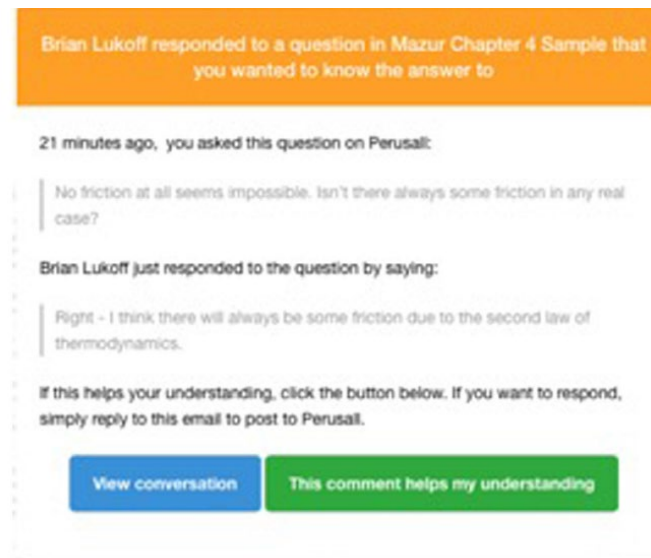 Brian Lukoff responded to a question in Mazur Chapter 4 Sample that
you wanted to know the answer to
21 minutes ago, you asked this question on Perusall:
No friction at all seems impossible. Isn't there always some friction in any real
case?
Brian Lukoff just responded to the question by saying:
Right - I think there will always be some friction due to the second law of
thermodynamics.
If this helps your understanding, click the button below. If you want to respond,
simply reply to this email to post to Perusall.
View conversation This comment helps my understanding